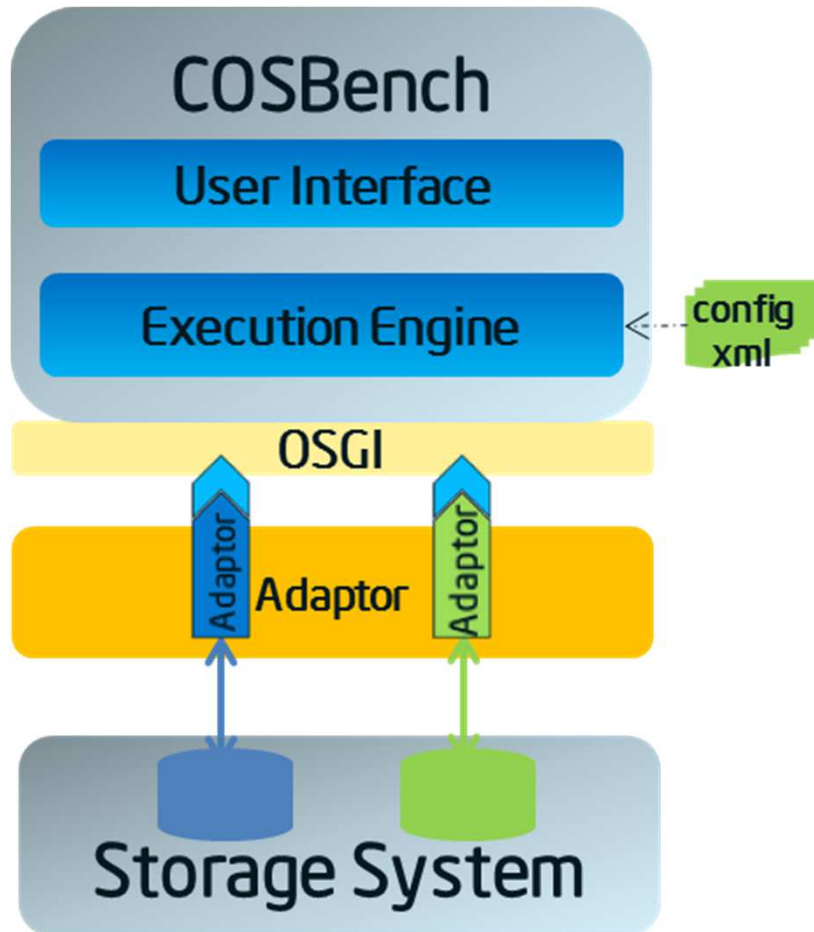 COSBench
User Interface
Execution Engine
config
xml
OSGI
Adaptor
Adaptor
Adaptor
Storage System